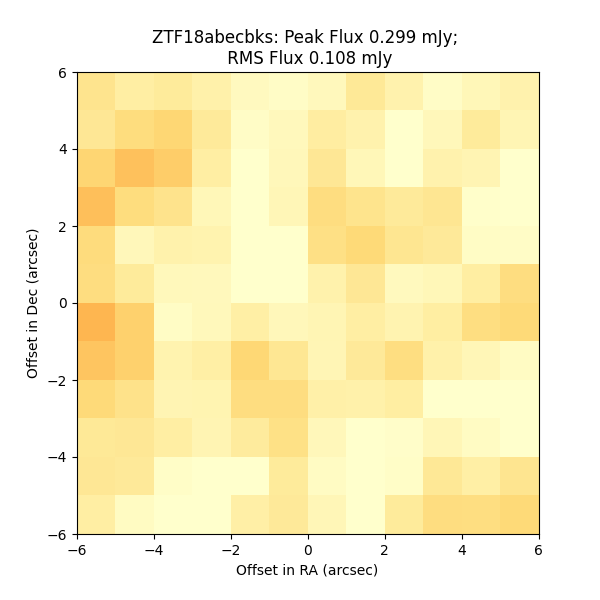 ZTF18abecbks: Peak Flux 0.299 mJy;
RMS Flux 0.108 mJy
6
4
2
0
−2
−4
−6
Offset in Dec (arcsec)
−6 −4 −2 0 2 4 6
Offset in RA (arcsec)